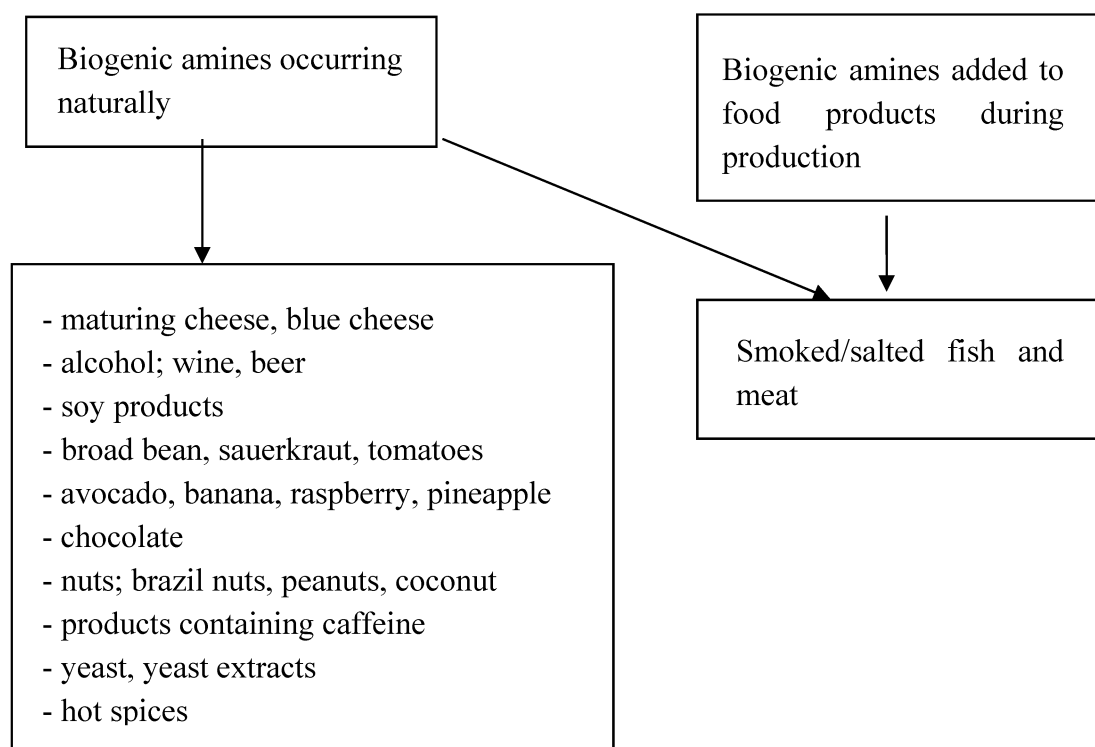 Biogenic amines occurring
naturally
Biogenic amines added to
food products during
production
- maturing cheese, blue cheese
- alcohol; wine, beer
- soy products
- broad bean, sauerkraut, tomatoes
- avocado, banana, raspberry, pineapple
- chocolate
- nuts; brazil nuts, peanuts, coconut
- products containing caffeine
- yeast, yeast extracts
- hot spices
Smoked/salted fish and
meat